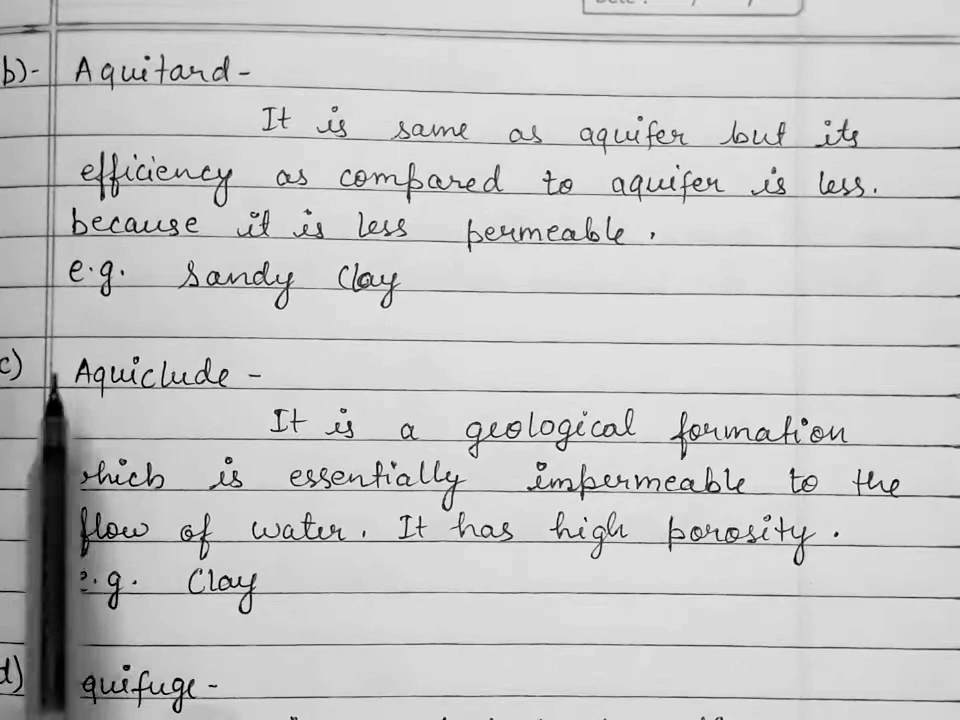 b)- Aquitard -
It is same as aquifer but its
efficiency as compared to aquifer is less.
because it is less permeable.
e.g. Sandy Clay
c) Aquiclude -
It is a geological formation
which is essentially impermeable to the
flow of water. It has high porosity.
e.g. Clay
d) quifuge -